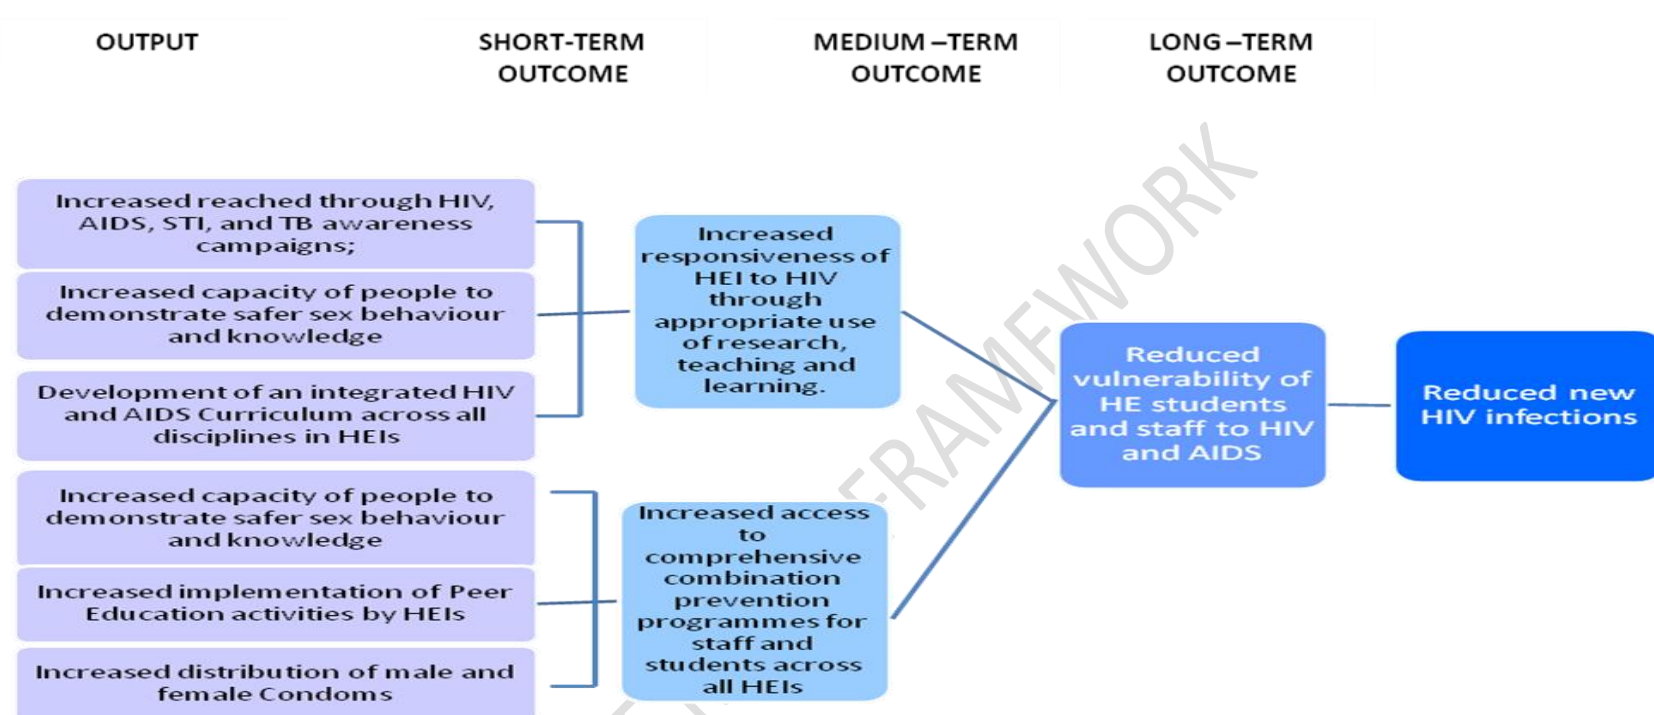 OUTPUT
SHORT-TERM
OUTCOME
MEDIUM –TERM
OUTCOME
LONG –TERM
OUTCOME
Increased reached through HIV,
AIDS, STI, and TB awareness
campaigns;
Increased capacity of people to
demonstrate safer sex behaviour
and knowledge
Development of an integrated HIV
and AIDS Curriculum across all
disciplines in HEIs
Increased capacity of people to
demonstrate safer sex behaviour
and knowledge
Increased implementation of Peer
Education activities by HEIs
Increased distribution of male and
female Condoms
Increased
responsiveness of
HEI to HIV
through
appropriate use
of research,
teaching and
learning.
Increased access
to
comprehensive
combination
prevention
programmes for
staff and
students across
all HEIs
Reduced
vulnerability of
HE students
and staff to HIV
and AIDS
Reduced new
HIV infections
FRAMEWORK